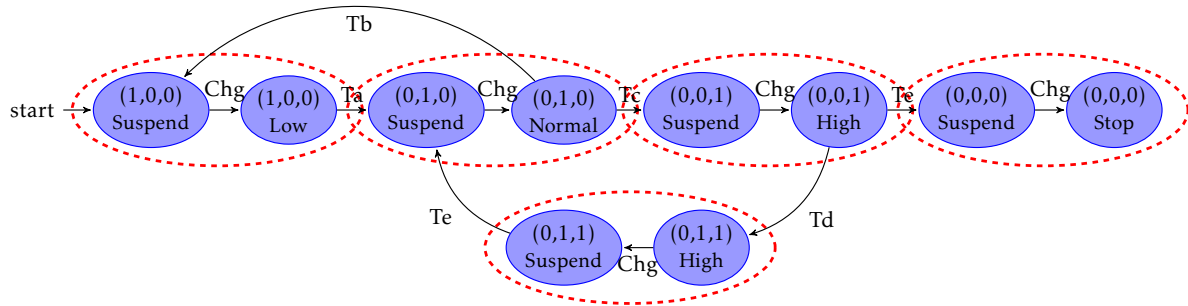 Tb
start
(1,0,0)
Suspend
Chg
(1,0,0)
Low
Ta
(0,1,0)
Suspend
Chg
(0,1,0)
Normal
Tc
(0,0,1)
Suspend
Chg
(0,0,1)
High
Te
(0,0,0)
Suspend
Chg
(0,0,0)
Stop
Te
(0,1,1)
Suspend
Chg
(0,1,1)
High
Td